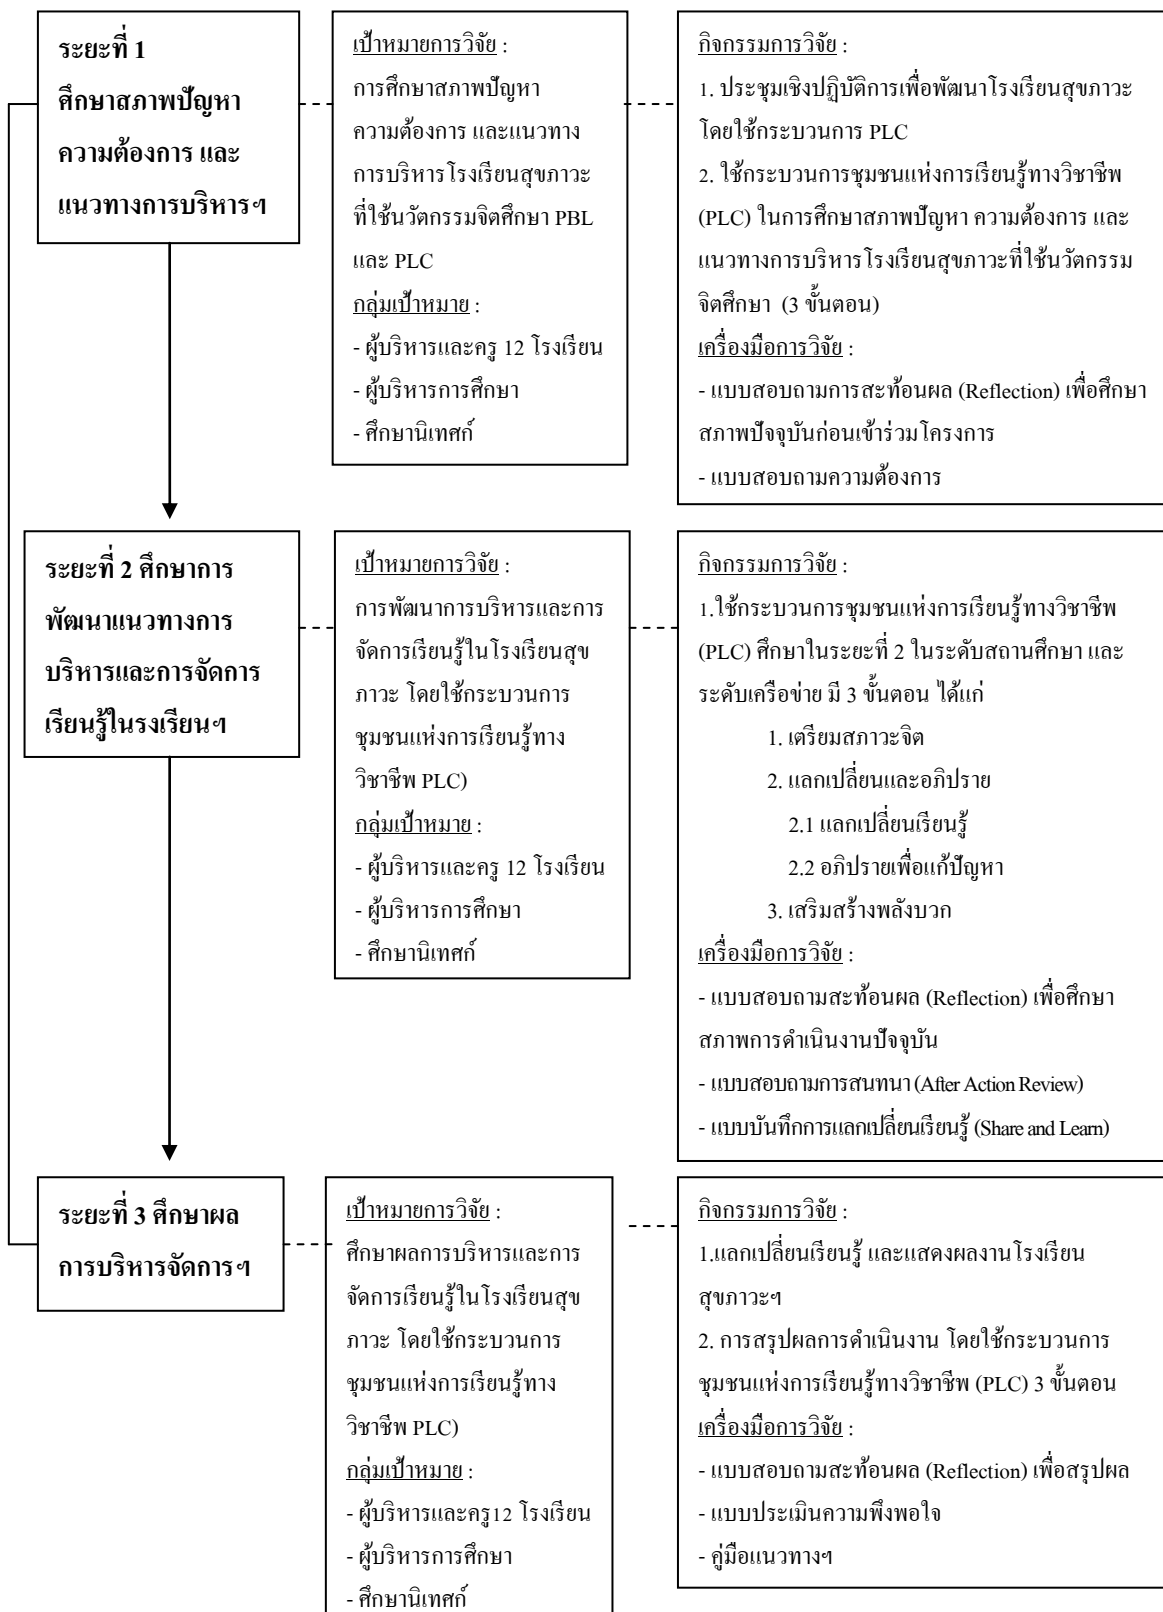 ระยะที่ 1
ศึกษาสภาพปัญหา
ความต้องการ และ
แนวทางการบริหารฯ
เป้าหมายการวิจัย :
การศึกษาสภาพปัญหา
ความต้องการ และแนวทาง
การบริหารโรงเรียนสุขภาวะ
ที่ใช้นวัตกรรมจิตศึกษา PBL
และ PLC
กลุ่มเป้าหมาย :
- ผู้บริหารและครู 12 โรงเรียน
- ผู้บริหารการศึกษา
- ศึกษานิเทศก์
กิจกรรมการวิจัย :
1. ประชุมเชิงปฏิบัติการเพื่อพัฒนาโรงเรียนสุขภาวะ
โดยใช้กระบวนการ PLC
2. ใช้กระบวนการชุมชนแห่งการเรียนรู้ทางวิชาชีพ
(PLC) ในการศึกษาสภาพปัญหา ความต้องการ และ
แนวทางการบริหารโรงเรียนสุขภาวะที่ใช้นวัตกรรม
จิตศึกษา (3 ขั้นตอน)
เครื่องมือการวิจัย :
- แบบสอบถามการสะท้อนผล (Reflection) เพื่อศึกษา
สภาพปัจจุบันก่อนเข้าร่วมโครงการ
- แบบสอบถามความต้องการ
ระยะที่ 2 ศึกษาการ
พัฒนาแนวทางการ
บริหารและการจัดการ
เรียนรู้ในรงเรียนฯ
เป้าหมายการวิจัย :
การพัฒนาการบริหารและการ
จัดการเรียนรู้ในโรงเรียนสุข
ภาวะ โดยใช้กระบวนการ
ชุมชนแห่งการเรียนรู้ทาง
วิชาชีพ PLC)
กลุ่มเป้าหมาย :
- ผู้บริหารและครู 12 โรงเรียน
- ผู้บริหารการศึกษา
- ศึกษานิเทศก์
กิจกรรมการวิจัย :
1.ใช้กระบวนการชุมชนแห่งการเรียนรู้ทางวิชาชีพ
(PLC) ศึกษาในระยะที่ 2 ในระดับสถานศึกษา และ
ระดับเครือข่าย มี 3 ขั้นตอน ได้แก่
1. เตรียมสภาวะจิต
2. แลกเปลี่ยนและอภิปราย
2.1 แลกเปลี่ยนเรียนรู้
2.2 อภิปรายเพื่อแก้ปัญหา
3. เสริมสร้างพลังบวก
เครื่องมือการวิจัย :
- แบบสอบถามสะท้อนผล (Reflection) เพื่อศึกษา
สภาพการดำเนินงานปัจจุบัน
- แบบสอบถามการสนทนา (After Action Review)
- แบบบันทึกการแลกเปลี่ยนเรียนรู้ (Share and Learn)
ระยะที่ 3 ศึกษาผล
การบริหารจัดการฯ
เป้าหมายการวิจัย :
ศึกษาผลการบริหารและการ
จัดการเรียนรู้ในโรงเรียนสุข
ภาวะ โดยใช้กระบวนการ
ชุมชนแห่งการเรียนรู้ทาง
วิชาชีพ PLC)
กลุ่มเป้าหมาย :
- ผู้บริหารและครู12 โรงเรียน
- ผู้บริหารการศึกษา
- ศึกษานิเทศก์
กิจกรรมการวิจัย :
1.แลกเปลี่ยนเรียนรู้ และแสดงผลงานโรงเรียน
สุขภาวะฯ
2. การสรุปผลการดำเนินงาน โดยใช้กระบวนการ
ชุมชนแห่งการเรียนรู้ทางวิชาชีพ (PLC) 3 ขั้นตอน
เครื่องมือการวิจัย :
- แบบสอบถามสะท้อนผล (Reflection) เพื่อสรุปผล
- แบบประเมินความพึงพอใจ
- คู่มือแนวทางฯ